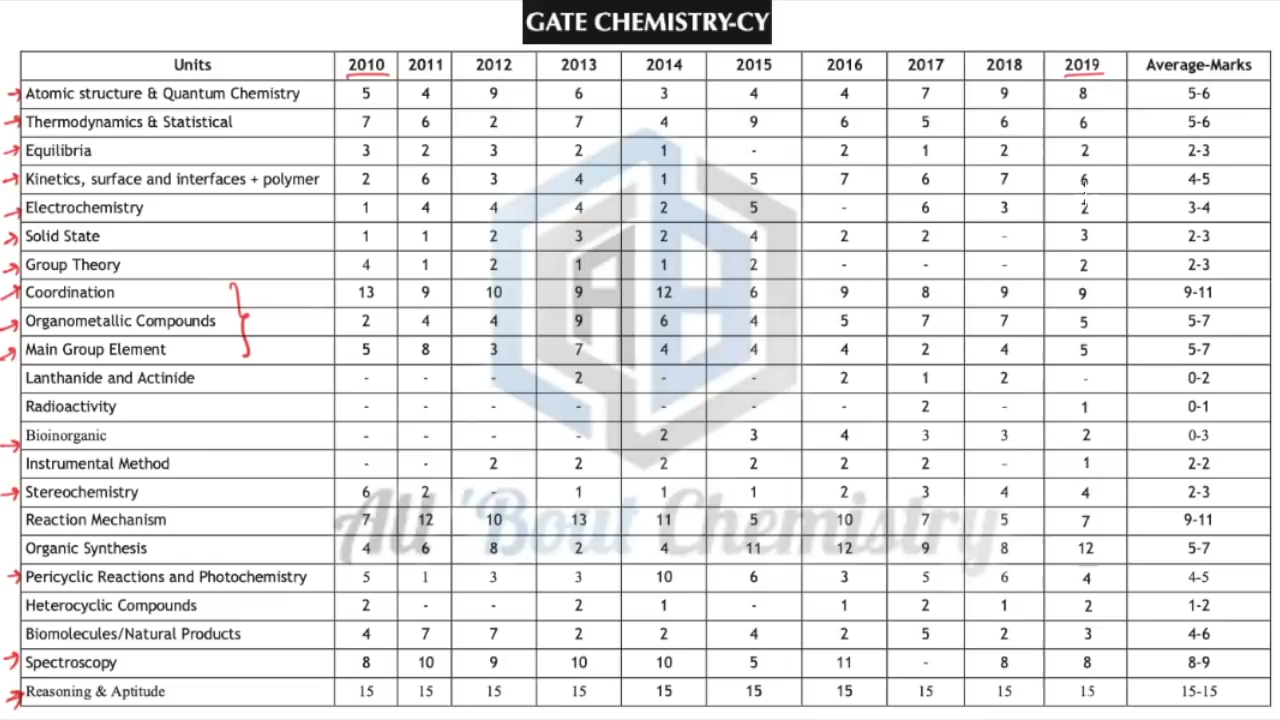 GATE CHEMISTRY-CY
Units 2010 2011 2012 2013 2014 2015 2016 2017 2018 2019 Average-Marks
Atomic structure & Quantum Chemistry 5 4 9 6 3 4 4 7 9 8 5-6
Thermodynamics & Statistical 7 6 2 7 4 9 6 5 6 6 5-6
Equilibria 3 2 3 2 1 - 2 1 2 2 2-3
Kinetics, surface and interfaces + polymer 2 6 3 4 1 5 7 6 7 6 4-5
Electrochemistry 1 4 4 4 2 5 - 6 3 2 3-4
Solid State 1 1 2 3 2 4 2 2 - 3 2-3
Group Theory 4 1 2 1 1 2 - - - 2 2-3
Coordination 13 9 10 9 12 6 9 8 9 9 9-11
Organometallic Compounds 2 4 4 9 6 4 5 7 7 5 5-7
Main Group Element 5 8 3 7 4 4 4 2 4 5 5-7
Lanthanide and Actinide - - - 2 - - 2 1 2 - 0-2
Radioactivity - - - - - - - 2 - 1 0-1
Bioinorganic - - - - 2 3 4 3 3 2 0-3
Instrumental Method - - 2 2 2 2 2 2 - 1 2-2
Stereochemistry 6 2 - 1 1 1 2 3 4 4 2-3
Reaction Mechanism 7 12 10 13 11 5 10 7 5 7 9-11
Organic Synthesis 4 6 8 2 4 11 12 9 8 12 5-7
Pericyclic Reactions and Photochemistry 5 1 3 3 10 6 3 5 6 4 4-5
Heterocyclic Compounds 2 - - 2 1 - 1 2 1 2 1-2
Biomolecules/Natural Products 4 7 7 2 2 4 2 5 2 3 4-6
Spectroscopy 8 10 9 10 10 5 11 - 8 8 8-9
Reasoning & Aptitude 15 15 15 15 15 15 15 15 15 15 15-15
All 'Bout Chemistry